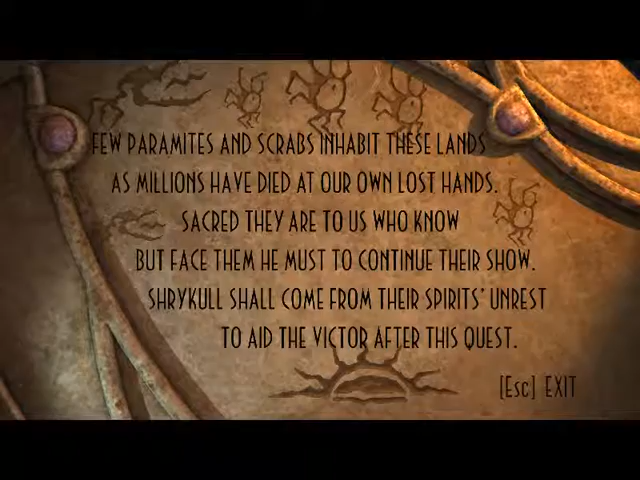 FEW PARAMITES AND SCRABS INHABIT THESE LANDS
AS MILLIONS HAVE DIED AT OUR OWN LOST HANDS.
SACRED THEY ARE TO US WHO KNOW
BUT FACE THEM HE MUST TO CONTINUE THEIR SHOW.
SHRYKULL SHALL COME FROM THEIR SPIRITS' UNREST
TO AID THE VICTOR AFTER THIS QUEST.
[Esc] EXIT